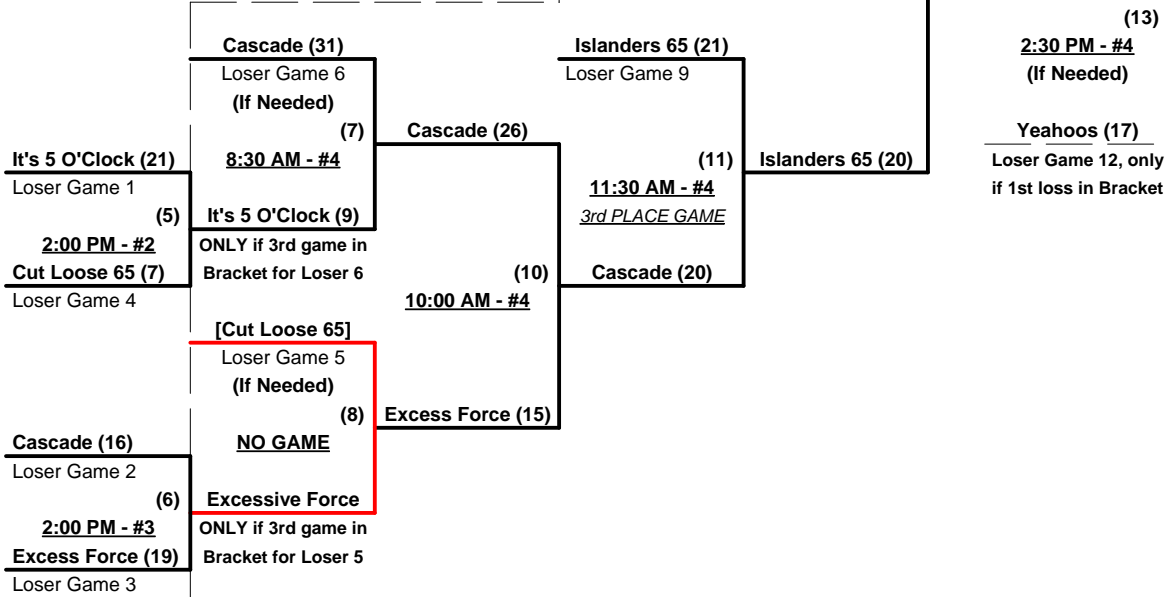 Cascade (31)
Loser Game 6
(If Needed)
(7)
8:30 AM - #4
It's 5 O'Clock (21)
Loser Game 1
(5)
2:00 PM - #2
Cut Loose 65 (7)
Loser Game 4
It's 5 O'Clock (9)
ONLY if 3rd game in
Bracket for Loser 6
Cascade (26)
[Cut Loose 65]
Loser Game 5
(If Needed)
(8)
NO GAME
Cascade (16)
Loser Game 2
(6)
2:00 PM - #3
Excess Force (19)
Loser Game 3
Excessive Force
ONLY if 3rd game in
Bracket for Loser 5
Excess Force (15)
(10)
10:00 AM - #4
Islanders 65 (21)
Loser Game 9
(11)
11:30 AM - #4
3rd PLACE GAME
Cascade (20)
Islanders 65 (20)
(13)
2:30 PM - #4
(If Needed)
Yeahoos (17)
Loser Game 12, only
if 1st loss in Bracket